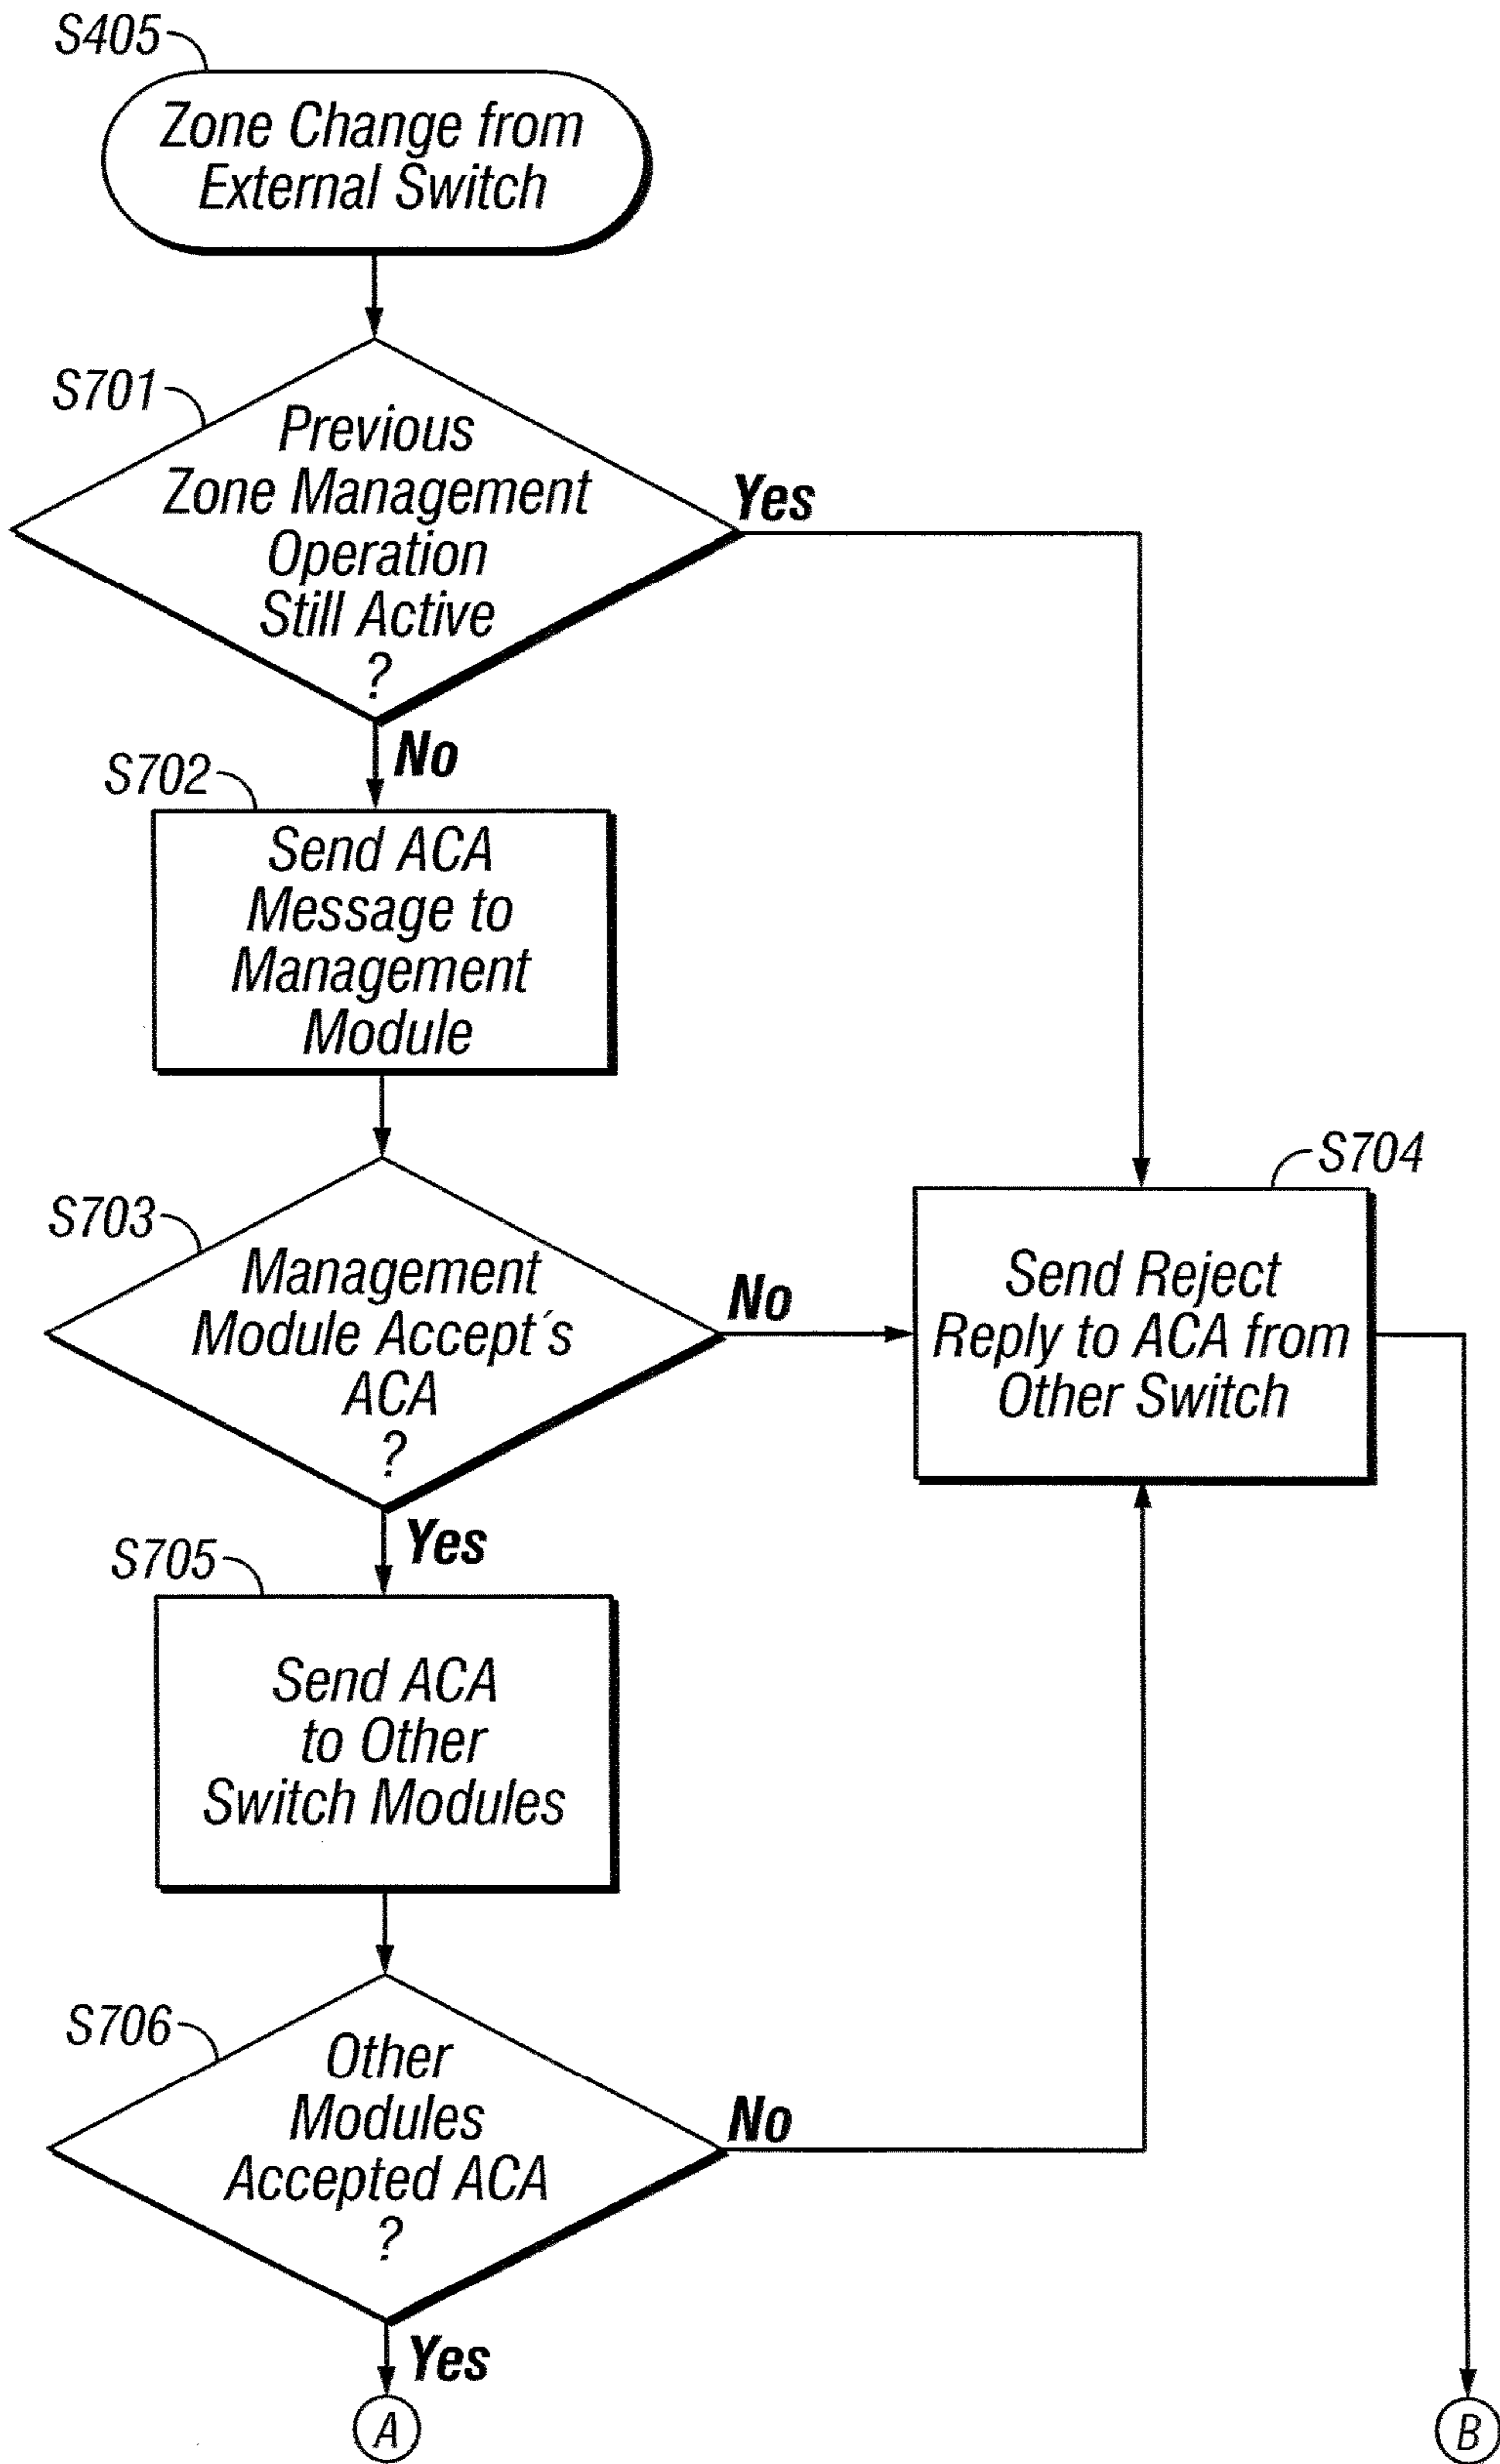 S405
Zone Change from
External Switch
S701
Previous
Zone Management
Operation
Still Active
?
Yes
No
S702
Send ACA
Message to
Management
Module
S703
Management
Module Accept´s
ACA
?
No
Yes
S704
Send Reject
Reply to ACA from
Other Switch
S705
Send ACA
to Other
Switch Modules
S706
Other
Modules
Accepted ACA
?
No
Yes
A
B